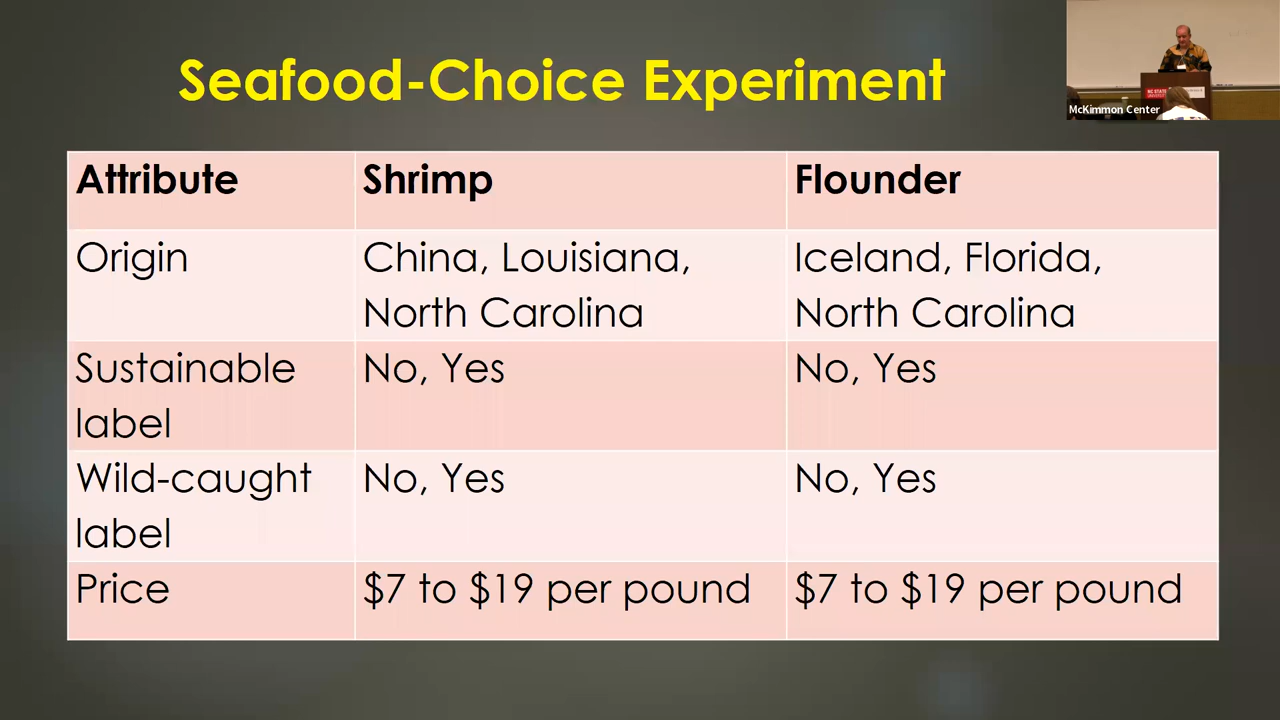 Seafood-Choice Experiment
McKimmon Center
NC STATE
Attribute Shrimp Flounder
Origin China, Louisiana, Iceland, Florida,
North Carolina North Carolina
Sustainable No, Yes No, Yes
label
Wild-caught No, Yes No, Yes
label
Price $7 to $19 per pound $7 to $19 per pound